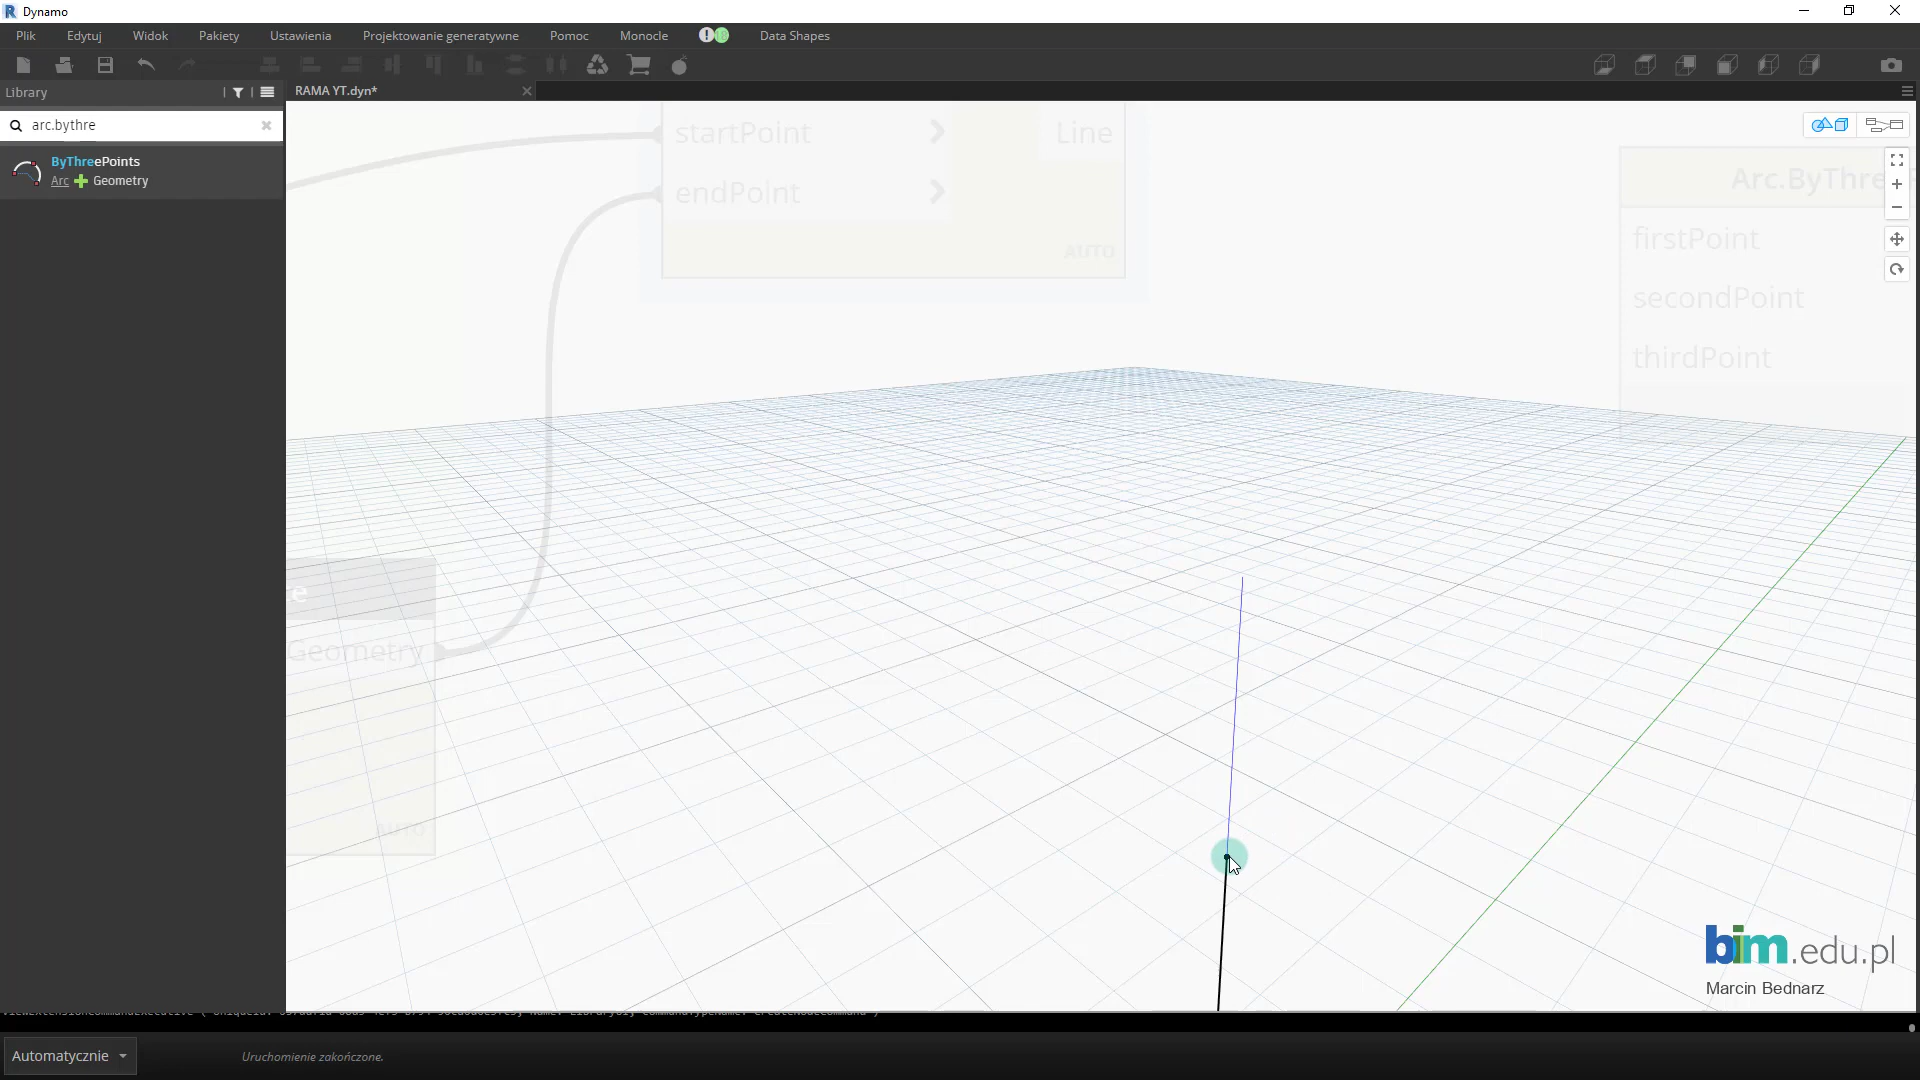 Dynamo
Plik Edytuj Widok Pakiety Ustawienia Projektowanie generatywne Pomoc Monocle Data Shapes
Library
RAMA YT.dyn*
arc.bythre
ByThreePoints
Arc Geometry
startPoint Line
endPoint
AUTO
Arc.ByThre
firstPoint
secondPoint
thirdPoint
e
Geometry
AUTO
bim.edu.pl
Marcin Bednarz
Automatycznie
Uruchomienie zakończone.